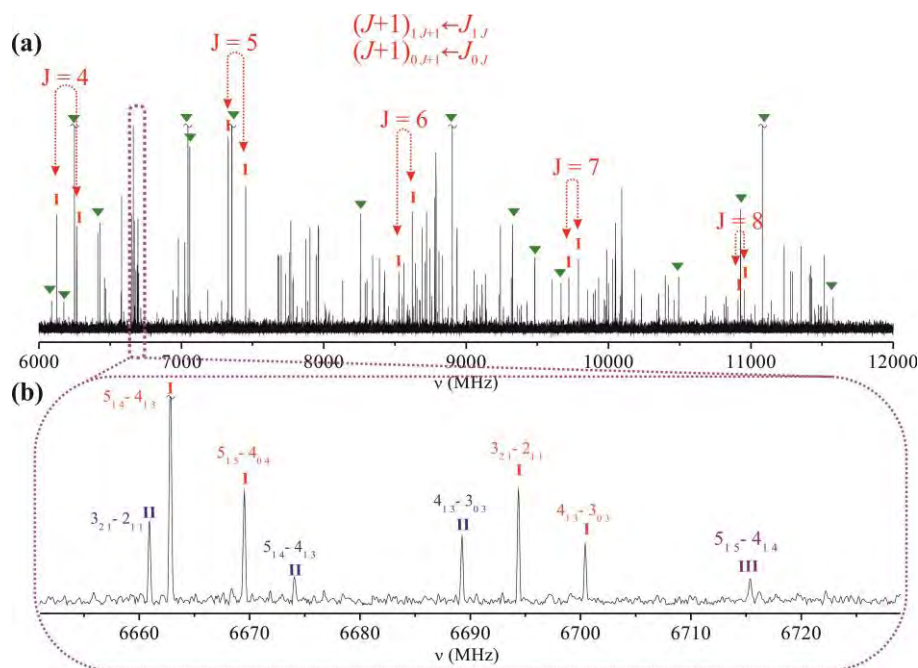 (a)
(J+1)₁ J+1←J₁ J
(J+1)₀ J+1←J₀ J
J = 4
J = 5
J = 6
J = 7
J = 8
I I I I I I I I I I
6000 7000 8000 9000 10000 11000 12000
ν (MHz)
(b)
I
5₁ ₄- 4₁ ₃
5₁ ₅- 4₀ ₄
I
II
3₂ ₁- 2₁ ₁
5₁ ₄- 4₁ ₃
II
4₁ ₃- 3₀ ₃
II
3₂ ₁- 2₁ ₁
I
4₁ ₃- 3₀ ₃
I
5₁ ₅- 4₁ ₄
III
6660 6670 6680 6690 6700 6710 6720
ν (MHz)